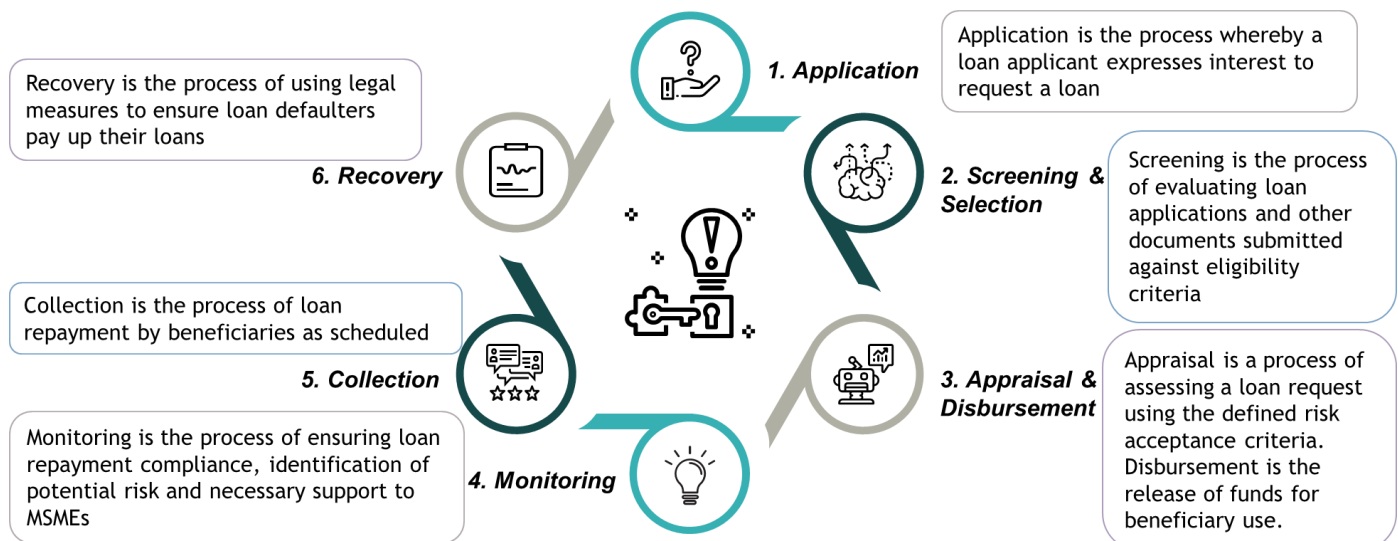 1. Application
Application is the process whereby a
loan applicant expresses interest to
request a loan
2. Screening &
Selection
Screening is the process
of evaluating loan
applications and other
documents submitted
against eligibility
criteria
3. Appraisal &
Disbursement
Appraisal is a process of
assessing a loan request
using the defined risk
acceptance criteria.
Disbursement is the
release of funds for
beneficiary use.
4. Monitoring
Monitoring is the process of ensuring loan
repayment compliance, identification of
potential risk and necessary support to
MSMEs
5. Collection
Collection is the process of loan
repayment by beneficiaries as scheduled
6. Recovery
Recovery is the process of using legal
measures to ensure loan defaulters
pay up their loans